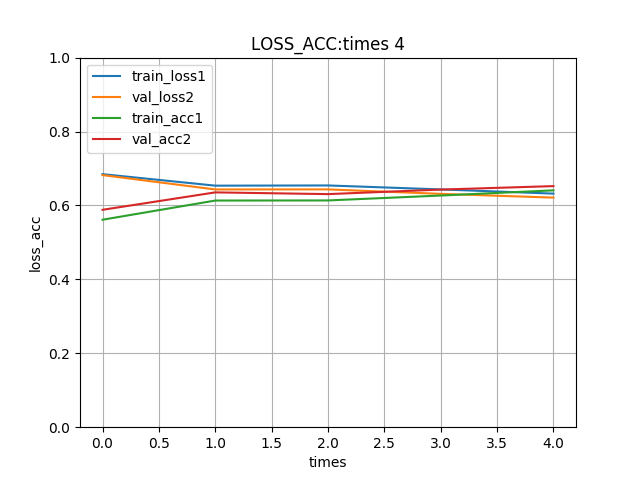 LOSS_ACC:times 4
1.0
0.8
0.6
0.4
0.2
0.0
train_loss1
val_loss2
train_acc1
val_acc2
loss_acc
0.0 0.5 1.0 1.5 2.0 2.5 3.0 3.5 4.0
times